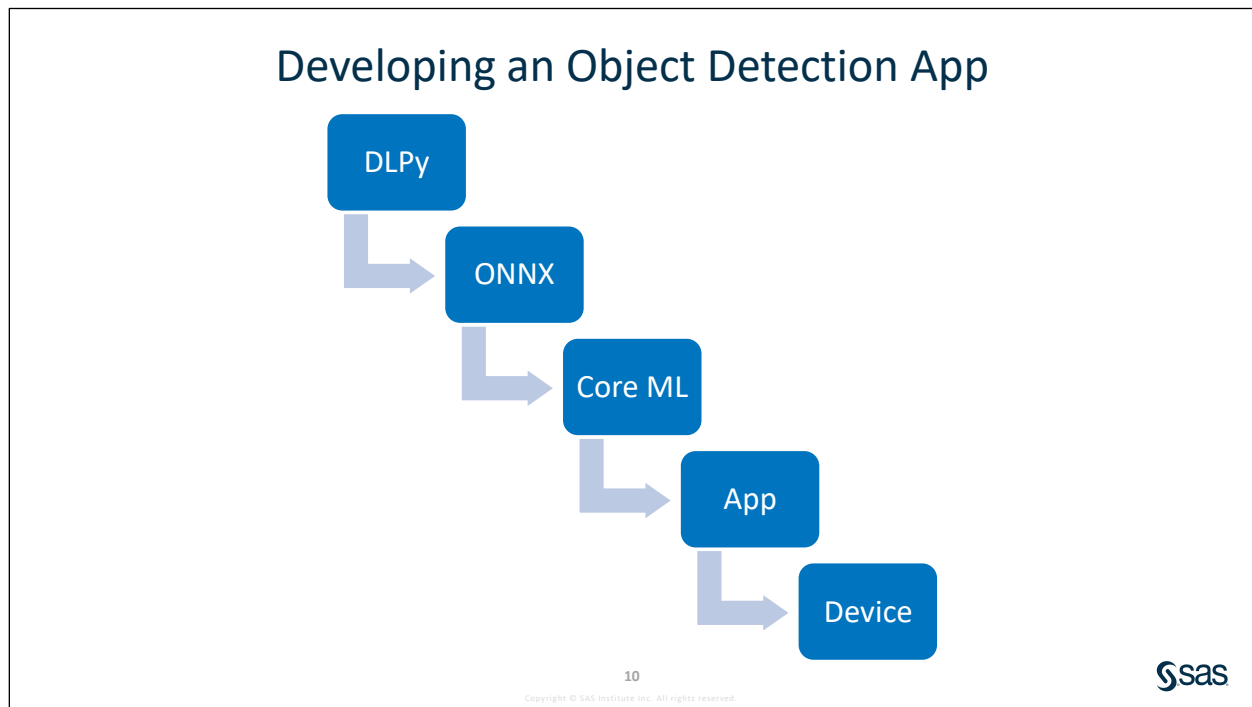 Developing an Object Detection App
DLPy
ONNX
Core ML
App
Device
10
Copyright © SAS Institute Inc. All rights reserved.
sas